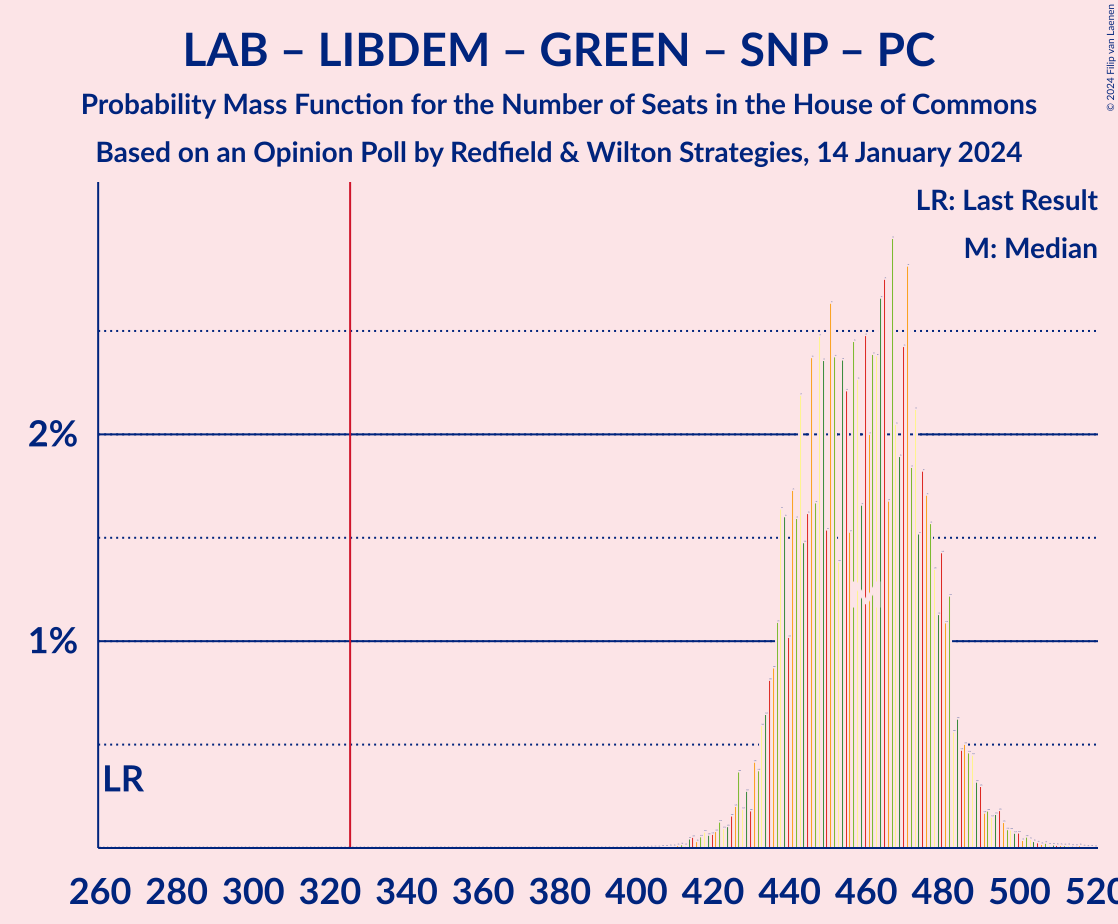 LAB – LIBDEM – GREEN – SNP – PC
Probability Mass Function for the Number of Seats in the House of Commons
Based on an Opinion Poll by Redfield & Wilton Strategies, 14 January 2024
© 2024 Filip van Laenen
LR: Last Result
M: Median
2%
1%
LR
260 280 300 320 340 360 380 400 420 440 460 480 500 520